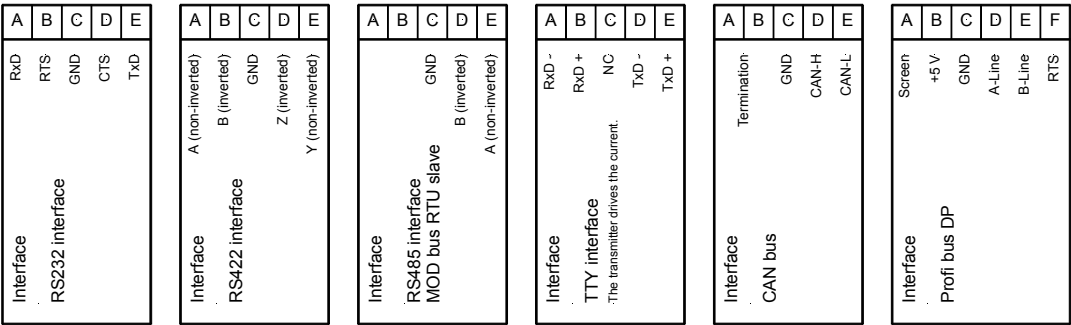 A B C D E
RxD
RTS
GND
CTS
TxD
Interface
RS232 interface
A B C D E
A (non-inverted)
B (inverted)
GND
Z (inverted)
Y (non-inverted)
Interface
RS422 interface
A B C D E
GND
B (inverted)
A (non-inverted)
Interface
RS485 interface
MOD bus RTU slave
A B C D E
RxD -
RxD +
NC
TxD -
TxD +
Interface
TTY interface
The transmitter drives the current.
A B C D E
Termination
GND
CAN-H
CAN-L
Interface
CAN bus
A B C D E F
Screen
+5 V
GND
A-Line
B-Line
RTS
Interface
Profi bus DP